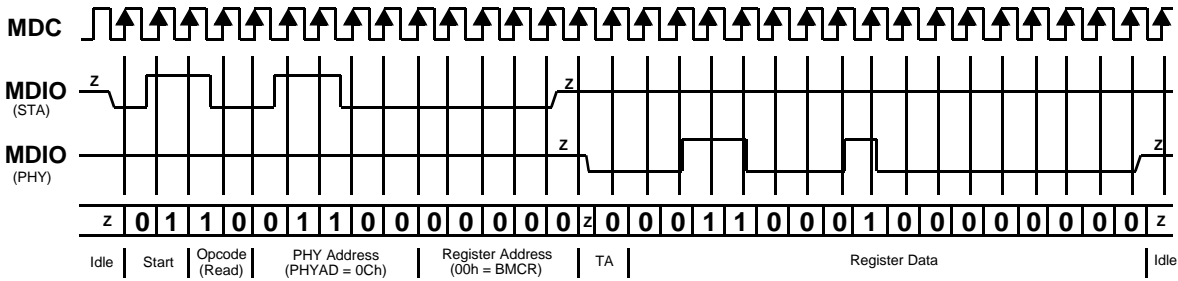 MDC
z
MDIO
z
(STA)
MDIO
z
z
(PHY)
z 0 1 1 0 0 1 1 0 0 0 0 0 0 0 z 0 0 0 1 1 0 0 0 1 0 0 0 0 0 0 0 0 z
Idle Start Opcode (Read) PHY Address (PHYAD = 0Ch) Register Address (00h = BMCR) TA Register Data Idle